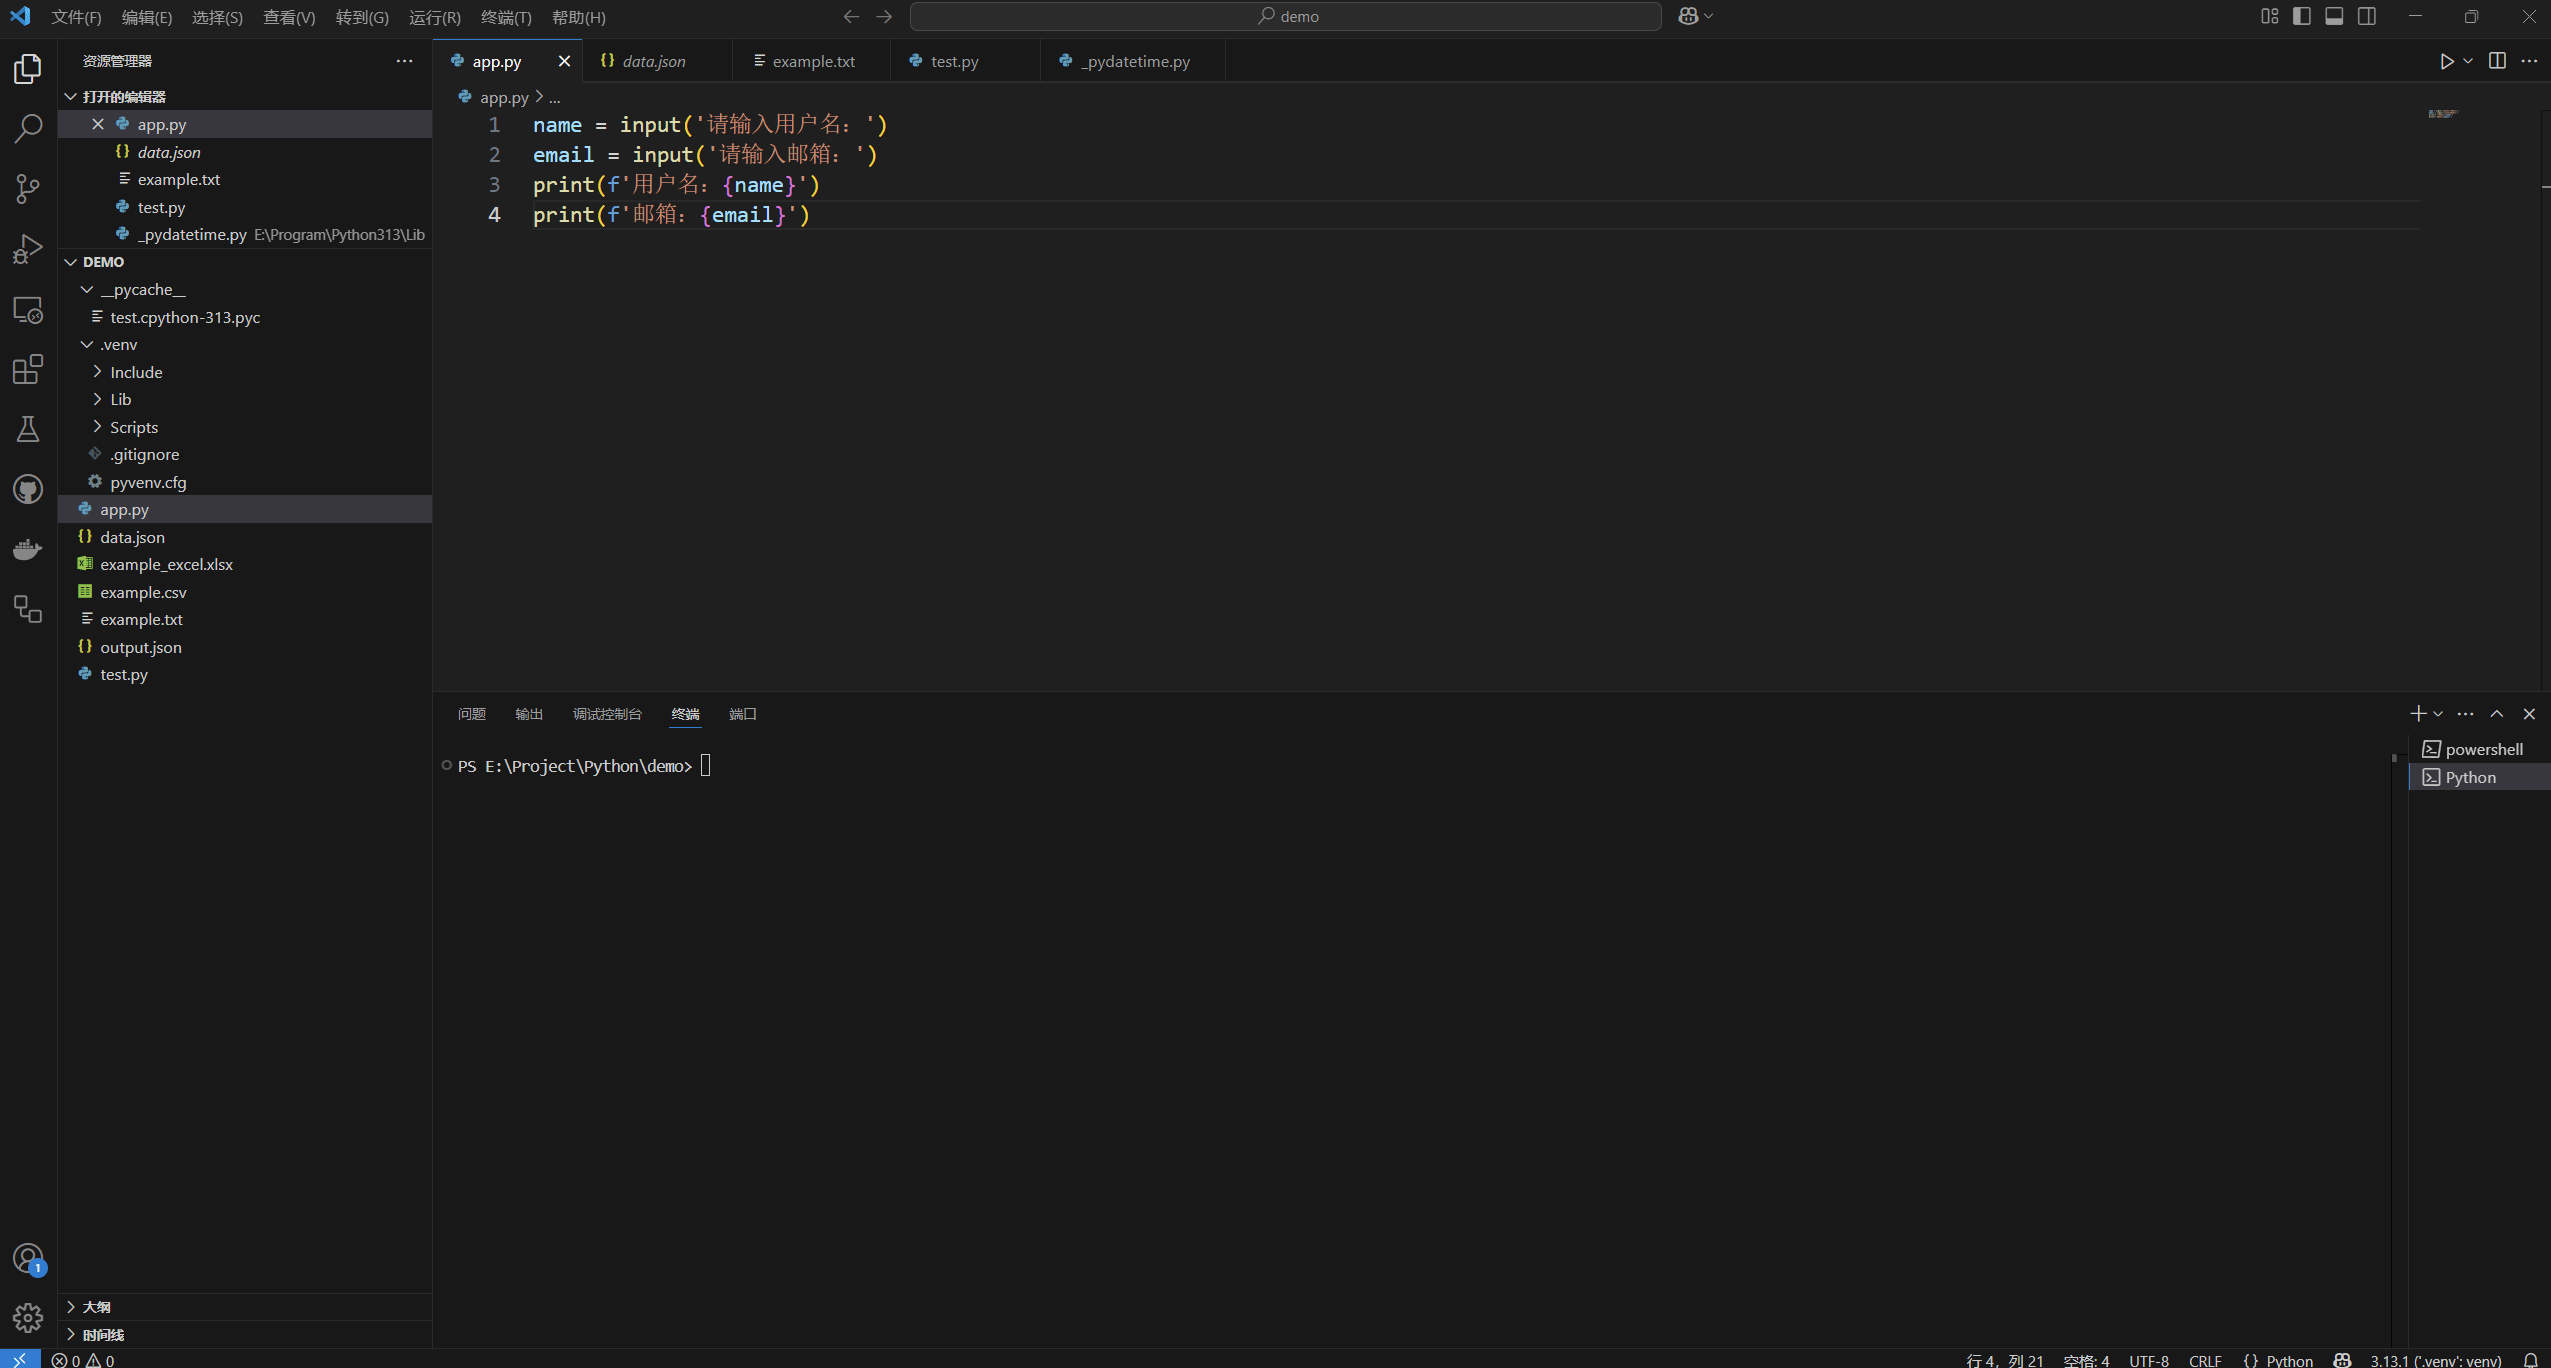 文件(F) 编辑(E) 选择(S) 查看(V) 转到(G) 运行(R) 终端(T) 帮助(H) demo
资源管理器
打开的编辑器
app.py
data.json
example.txt
test.py
_pydatetime.py E:\Program\Python313\Lib
DEMO
__pycache__
test.cpython-313.pyc
.venv
Include
Lib
Scripts
.gitignore
pyvenv.cfg
app.py
data.json
example_excel.xlsx
example.csv
example.txt
output.json
test.py
大纲
时间线
app.py data.json example.txt test.py _pydatetime.py
app.py > ...
1 name = input('请输入用户名：')
2 email = input('请输入邮箱：')
3 print(f'用户名：{name}')
4 print(f'邮箱：{email}')
问题 输出 调试控制台 终端 端口
PS E:\Project\Python\demo>
powershell
Python
1
0 0 行 4，列 21 空格: 4 UTF-8 CRLF {} Python 3.13.1 ('.venv': venv)